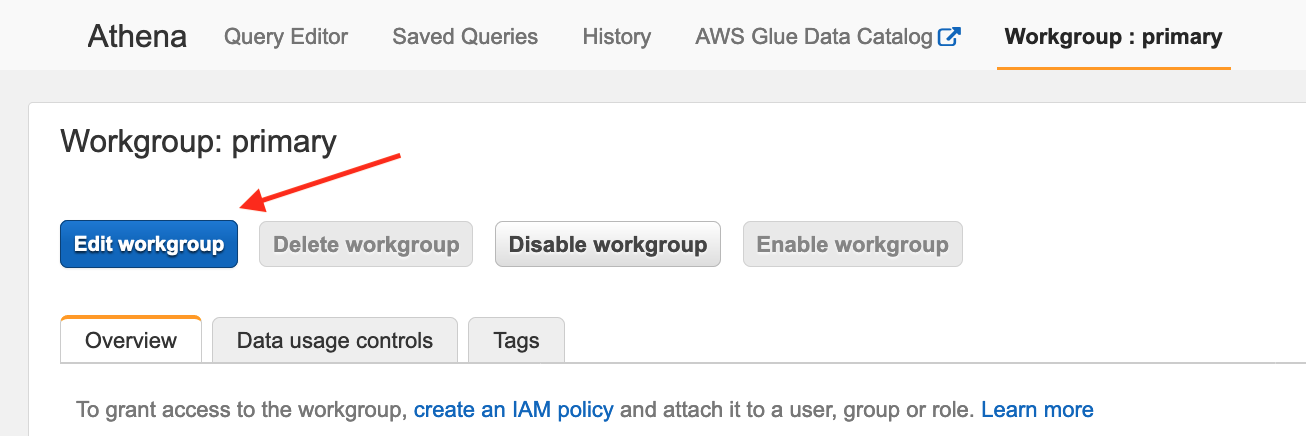 Athena Query Editor Saved Queries History AWS Glue Data Catalog Workgroup : primary
Workgroup: primary
Edit workgroup Delete workgroup Disable workgroup Enable workgroup
Overview Data usage controls Tags
To grant access to the workgroup, create an IAM policy and attach it to a user, group or role. Learn more